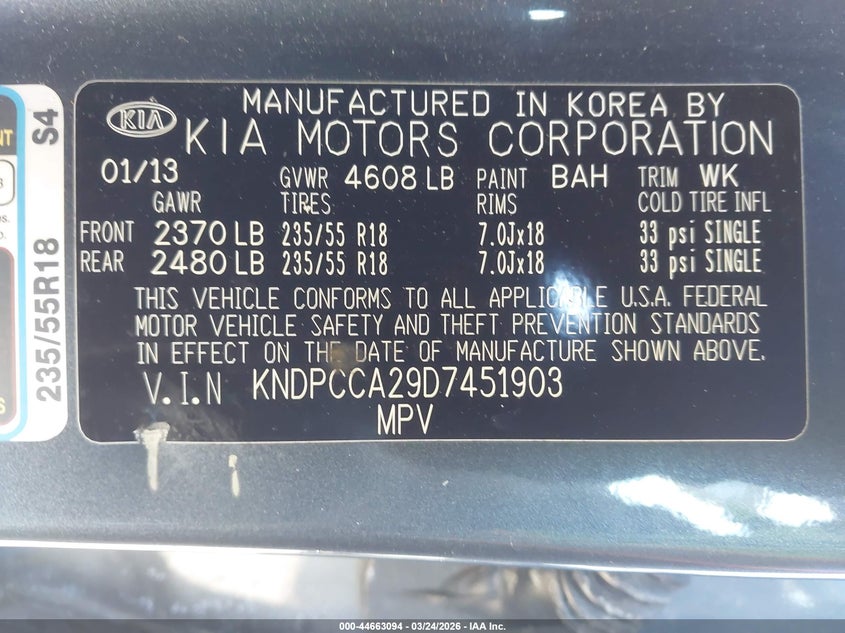 MANUFACTURED IN KOREA BY
KIA KIA MOTORS CORPORATION
01/13 GVWR 4608 LB PAINT BAH TRIM WK
GAWR TIRES RIMS COLD TIRE INFL
FRONT 2370 LB 235/55 R18 7.0Jx18 33 psi SINGLE
REAR 2480 LB 235/55 R18 7.0Jx18 33 psi SINGLE
THIS VEHICLE CONFORMS TO ALL APPLICABLE U.S.A. FEDERAL
MOTOR VEHICLE SAFETY AND THEFT PREVENTION STANDARDS
IN EFFECT ON THE DATE OF MANUFACTURE SHOWN ABOVE.
V.I.N KNDPCCA29D7451903
MPV
235/55R18 S4
000-44663094 - 03/24/2026 - IAA Inc.